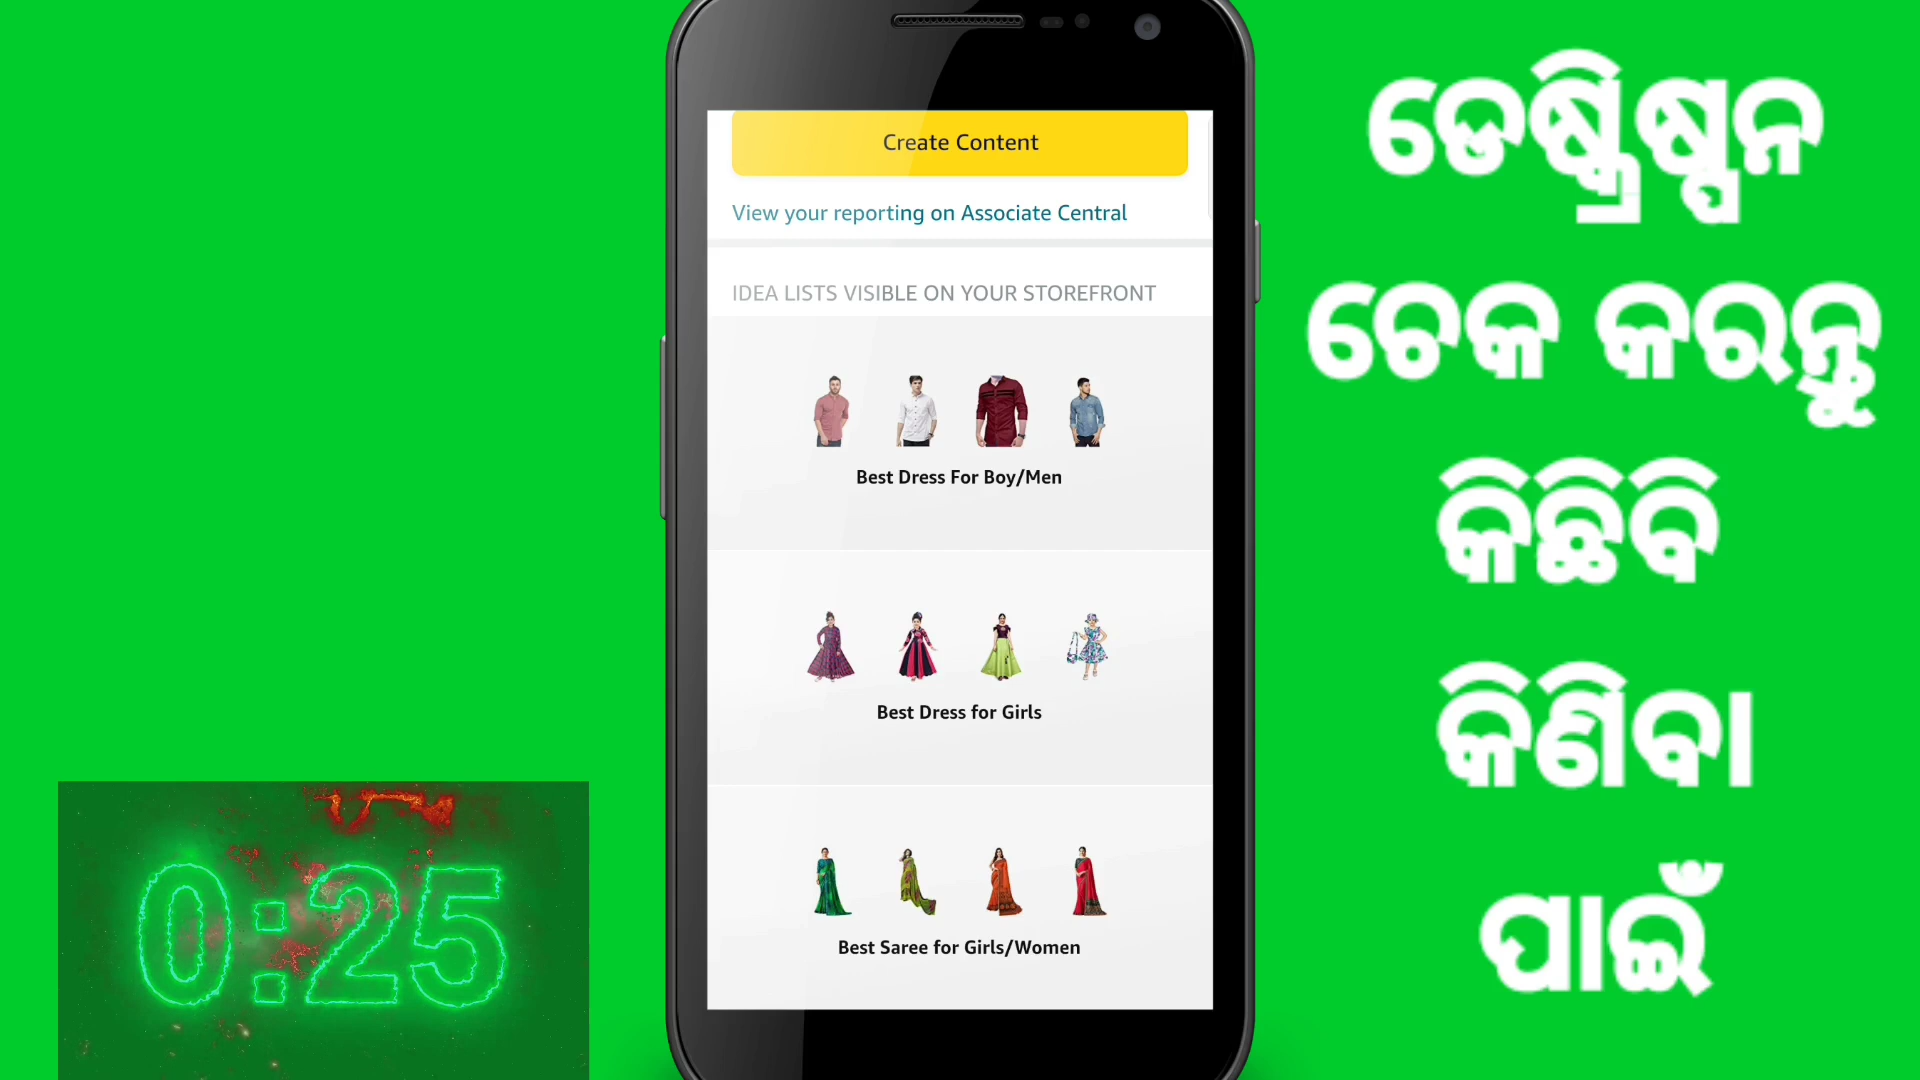 Create Content
View your reporting on Associate Central
IDEA LISTS VISIBLE ON YOUR STOREFRONT
Best Dress For Boy/Men
Best Dress for Girls
Best Saree for Girls/Women
0:25
ଡେଷ୍କ୍ରିଷ୍ପନ
ଚେକ କରନ୍ତୁ
କିଛିବି
କିଣିବା
ପାଇଁ